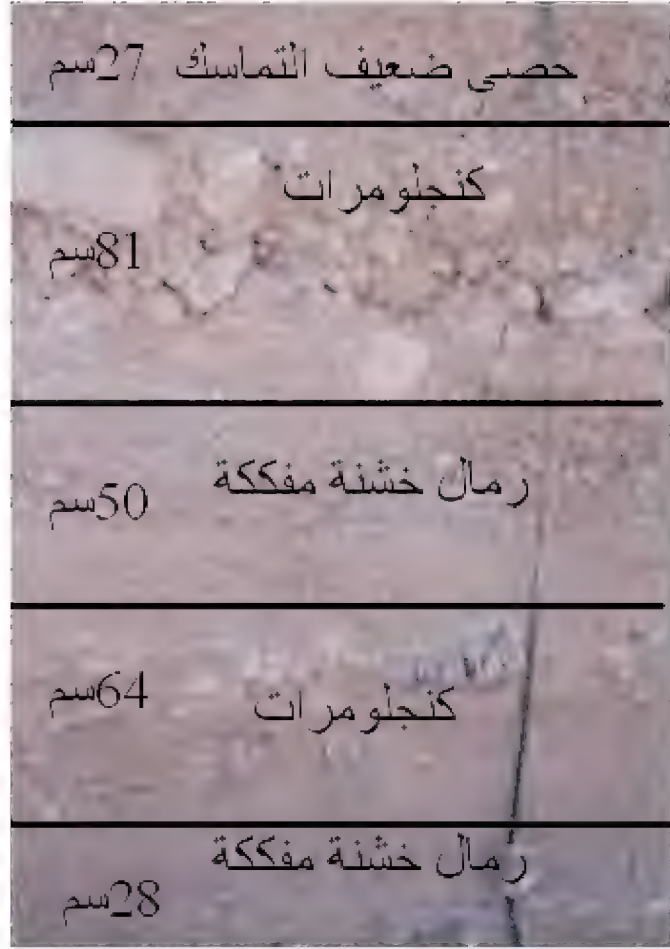 حصى ضعيف التماسك 27سم
كنجلومرات
81سم
رمال خشنة مفككة
50سم
64سم
كنجلومرات
رمال خشنة مفككة
28سم